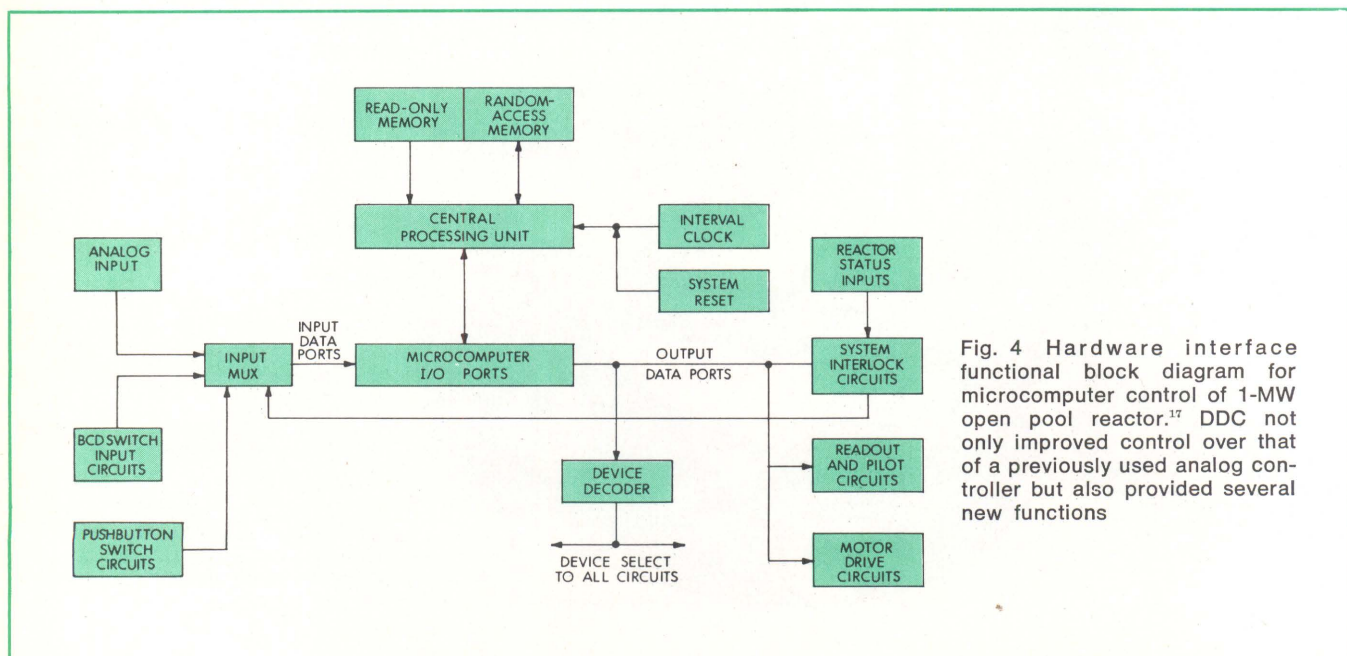 READ-ONLY
MEMORY
RANDOM-
ACCESS
MEMORY
CENTRAL
PROCESSING UNIT
INTERVAL
CLOCK
SYSTEM
RESET
ANALOG
INPUT
REACTOR
STATUS
INPUTS
INPUT
MUX
INPUT
DATA
PORTS
MICROCOMPUTER
I/O PORTS
OUTPUT
DATA PORTS
SYSTEM
INTERLOCK
CIRCUITS
BCD SWITCH
INPUT
CIRCUITS
DEVICE
DECODER
READOUT
AND PILOT
CIRCUITS
PUSHBUTTON
SWITCH
CIRCUITS
DEVICE SELECT
TO ALL CIRCUITS
MOTOR
DRIVE
CIRCUITS
Fig. 4 Hardware interface
functional block diagram for
microcomputer control of 1-MW
open pool reactor.¹⁷ DDC not
only improved control over that
of a previously used analog con-
troller but also provided several
new functions